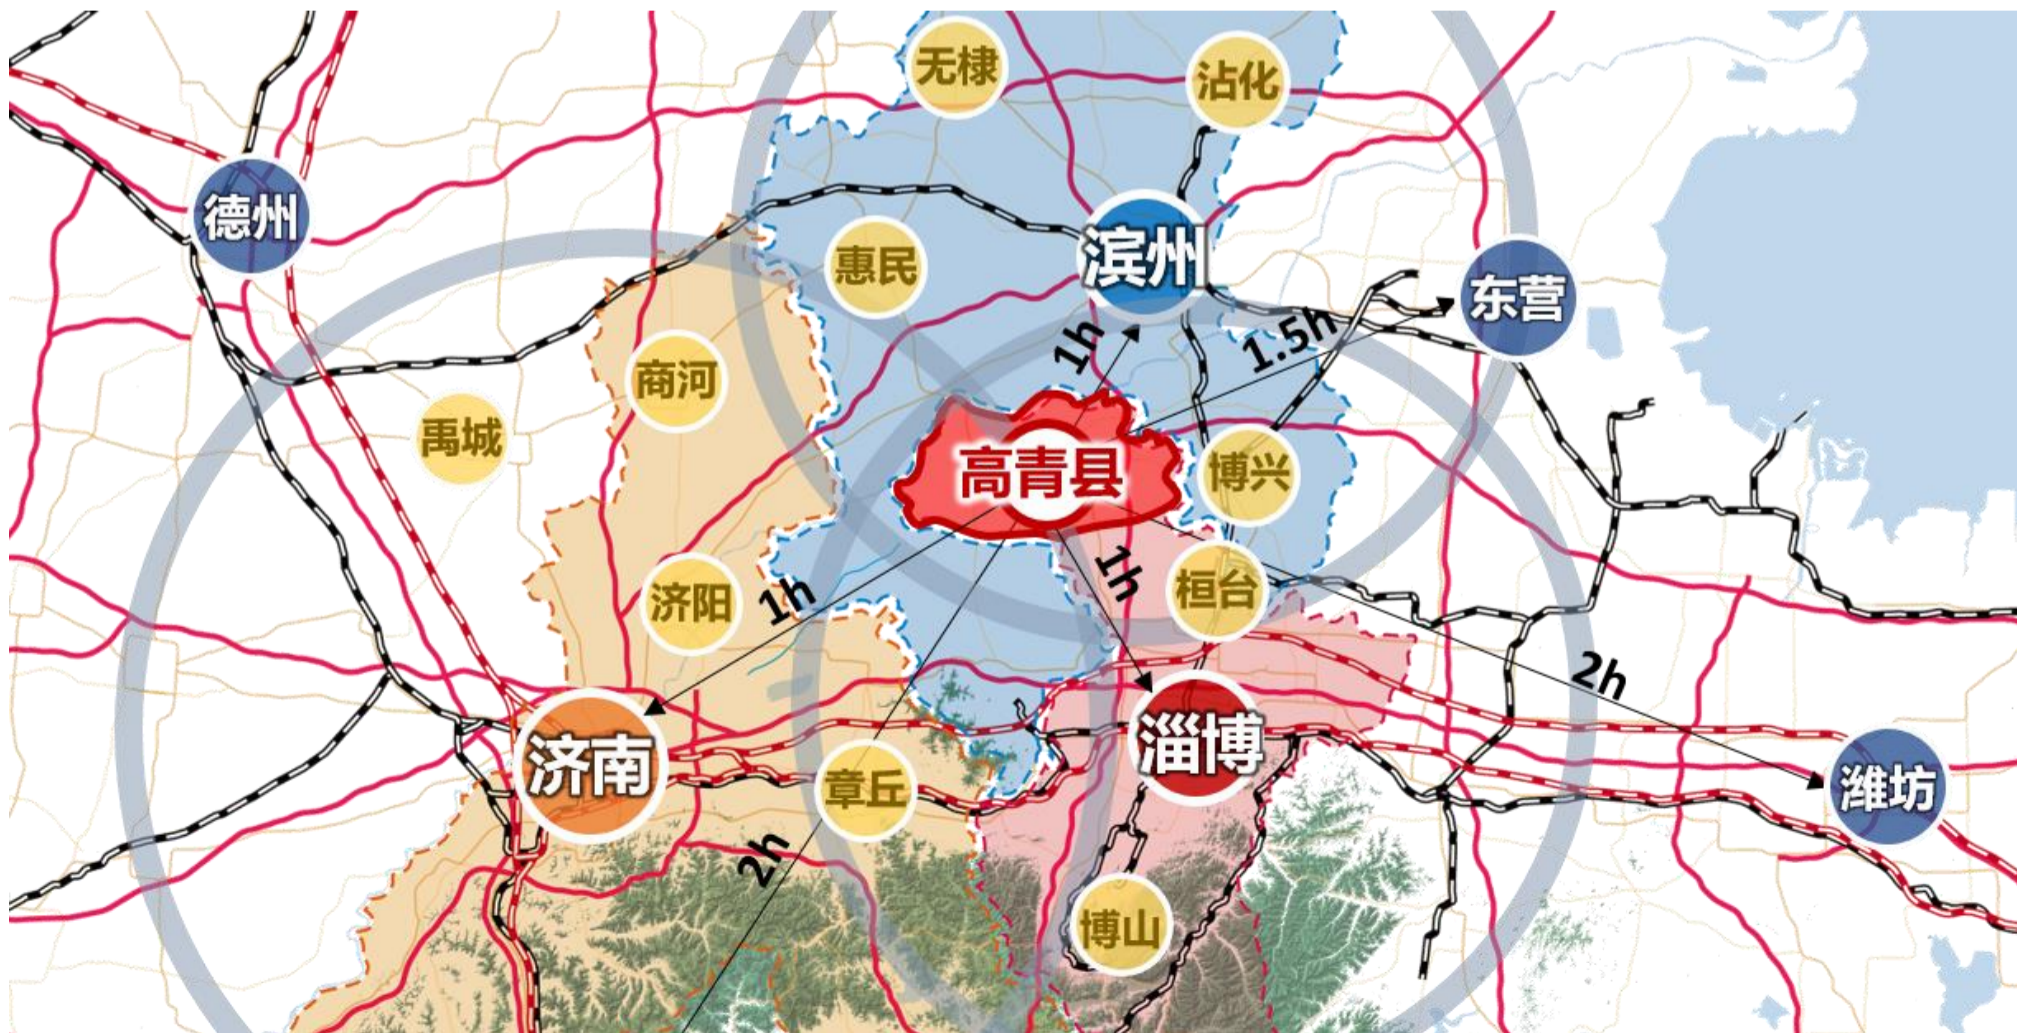 无棣
沾化
德州
惠民
滨州
东营
1h
1.5h
商河
禹城
高青县
博兴
1h
济阳
1h
桓台
2h
济南
淄博
章丘
潍坊
2h
博山